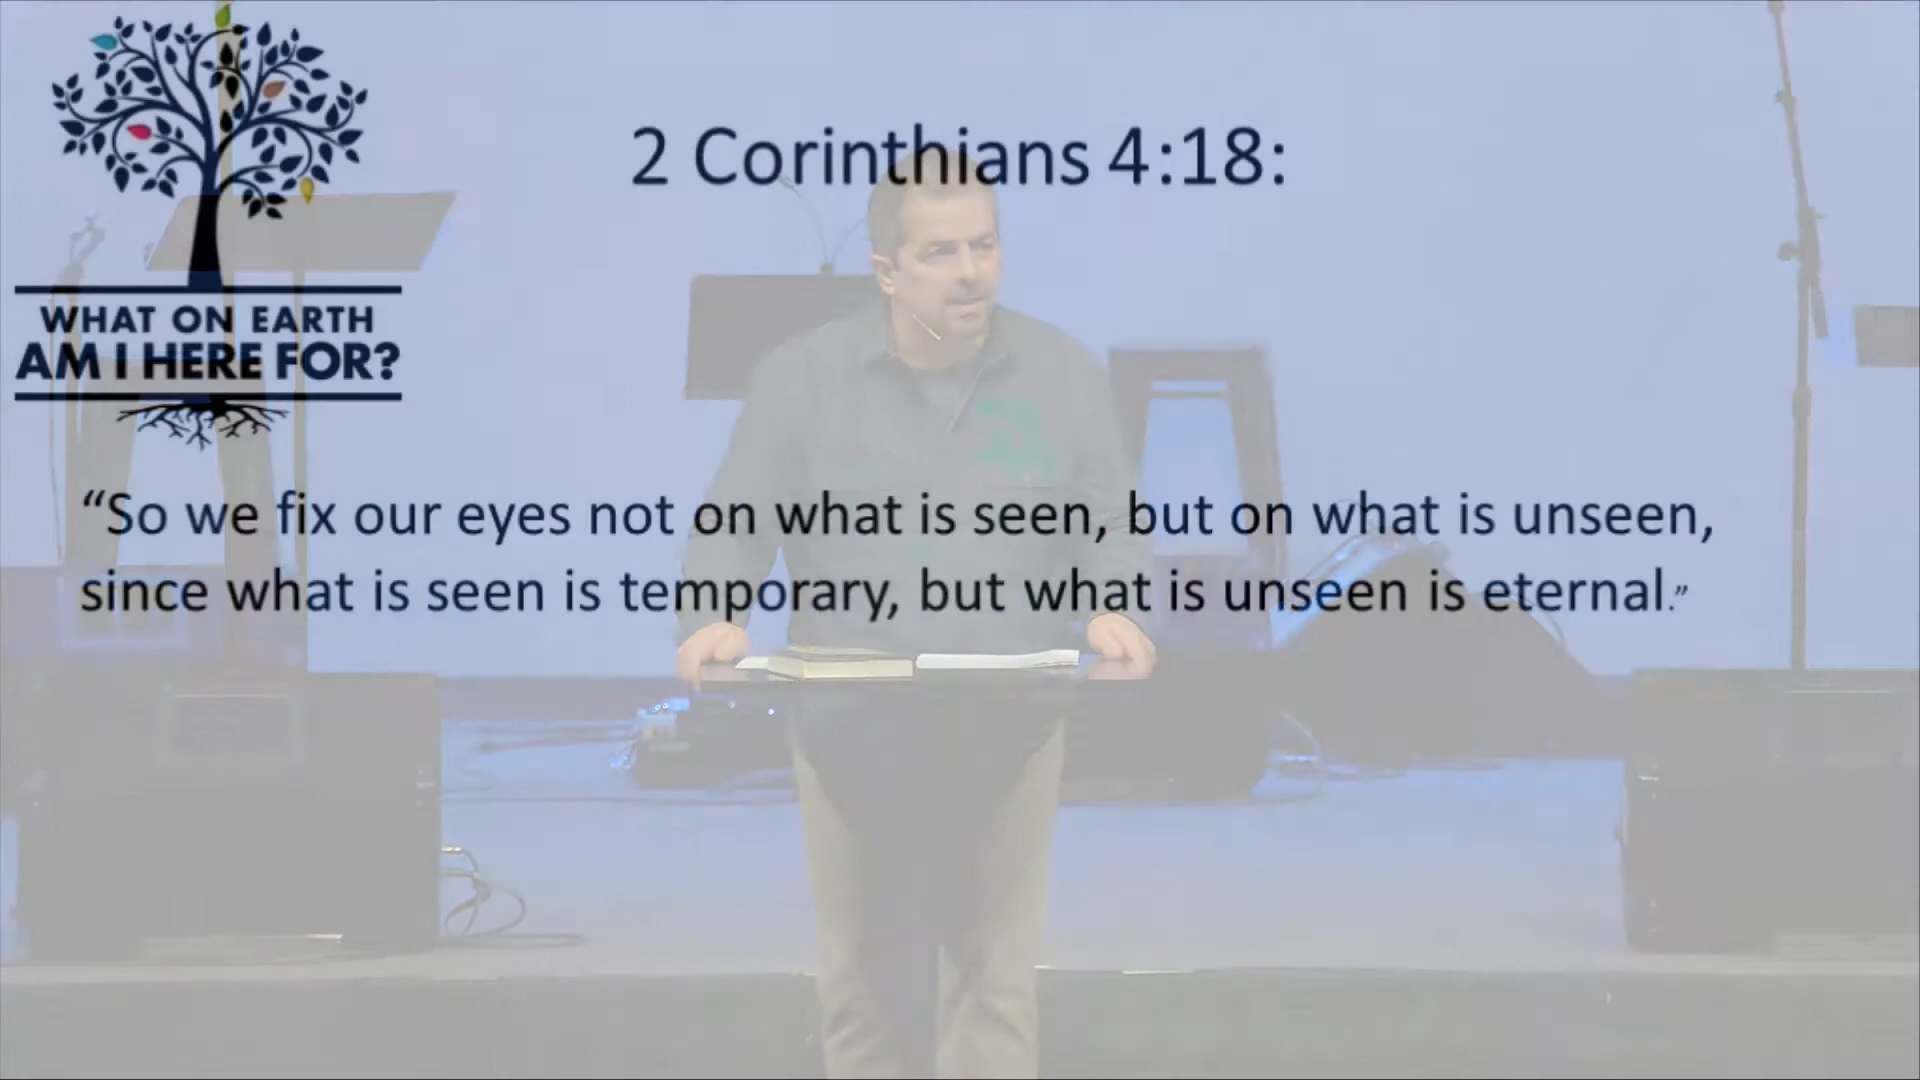 WHAT ON EARTH
AM I HERE FOR?
2 Corinthians 4:18:
“So we fix our eyes not on what is seen, but on what is unseen,
since what is seen is temporary, but what is unseen is eternal.”